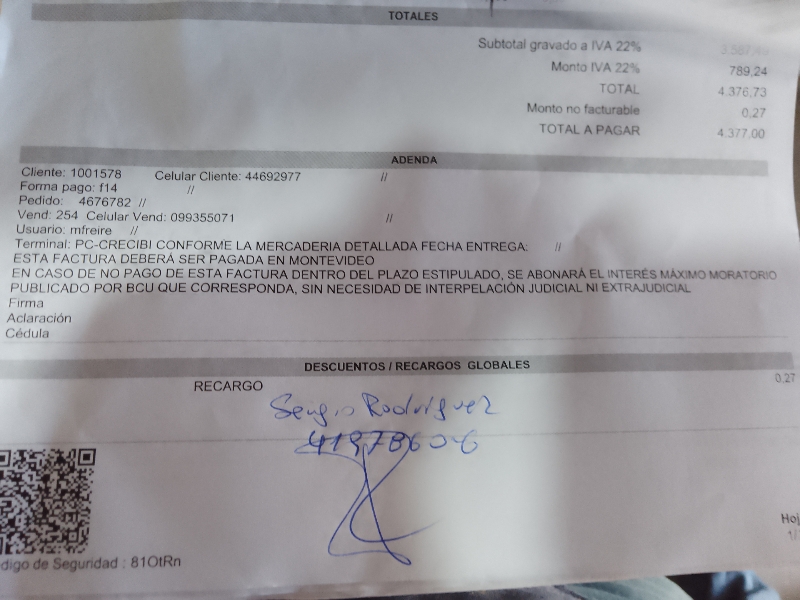 TOTALES
Subtotal gravado a IVA 22% 3.587,49
Monto IVA 22% 789,24
TOTAL 4.376,73
Monto no facturable 0,27
TOTAL A PAGAR 4.377,00
ADENDA
Cliente: 1001578 Celular Cliente: 44692977 //
Forma pago: f14 //
Pedido: 4676782 //
Vend: 254 Celular Vend: 099355071 //
Usuario: mfreire //
Terminal: PC-CRECIBI CONFORME LA MERCADERIA DETALLADA FECHA ENTREGA: //
ESTA FACTURA DEBERÁ SER PAGADA EN MONTEVIDEO
EN CASO DE NO PAGO DE ESTA FACTURA DENTRO DEL PLAZO ESTIPULADO, SE ABONARÁ EL INTERÉS MÁXIMO MORATORIO
PUBLICADO POR BCU QUE CORRESPONDA, SIN NECESIDAD DE INTERPELACIÓN JUDICIAL NI EXTRAJUDICIAL
Firma
Aclaración
Cédula
DESCUENTOS / RECARGOS GLOBALES
RECARGO 0,27
Sergio Rodriguez
Hoj
1/
digo de Seguridad : 81OtRn